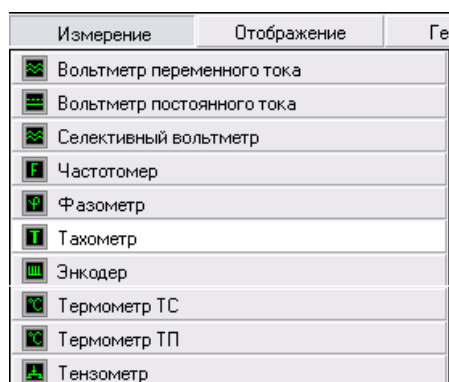 Измерение Отображение Ге
Вольтметр переменного тока
Вольтметр постоянного тока
Селективный вольтметр
F Частотомер
φ Фазометр
T Тахометр
Энкодер
°C Термометр ТС
°C Термометр ТП
Тензометр